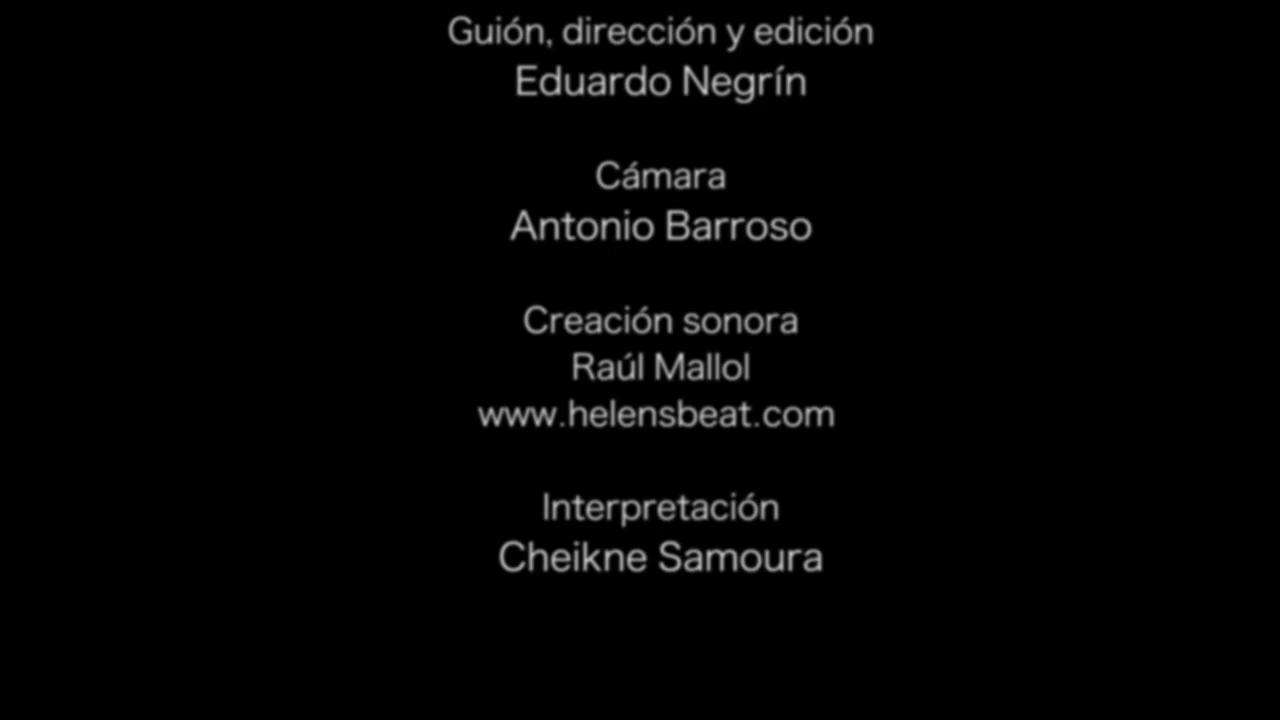 Guión, dirección y edición
Eduardo Negrín
Cámara
Antonio Barroso
Creación sonora
Raúl Mallol
www.helensbeat.com
Interpretación
Cheikne Samoura